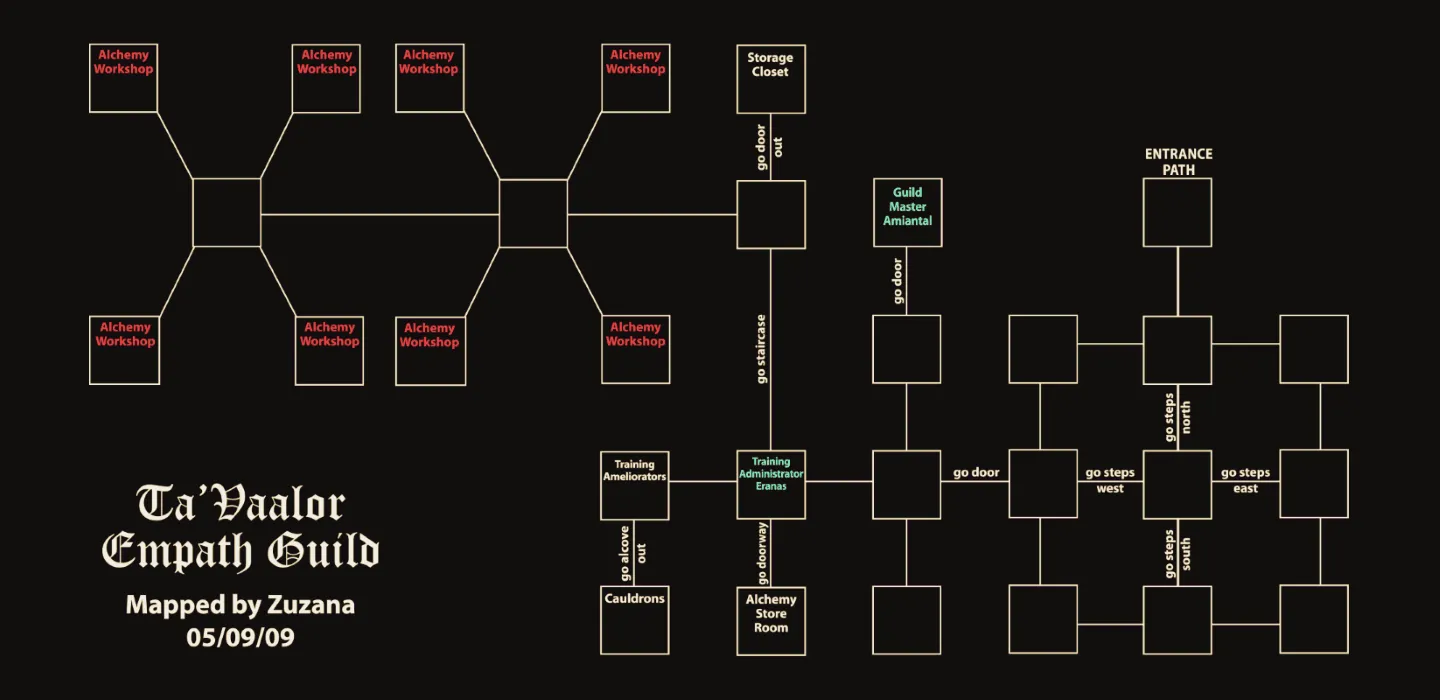 Alchemy
Workshop
Alchemy
Workshop
Alchemy
Workshop
Alchemy
Workshop
Storage
Closet
go door
out
ENTRANCE
PATH
Guild
Master
Amiantal
go door
Alchemy
Workshop
Alchemy
Workshop
Alchemy
Workshop
Alchemy
Workshop
go staircase
go steps
north
Training
Ameliorators
Training
Administrator
Eranas
go door
go steps
west
go steps
east
go alcove
out
go doorway
go steps
south
Cauldrons
Alchemy
Store
Room
Ta'Vaalor
Empath Guild
Mapped by Zuzana
05/09/09